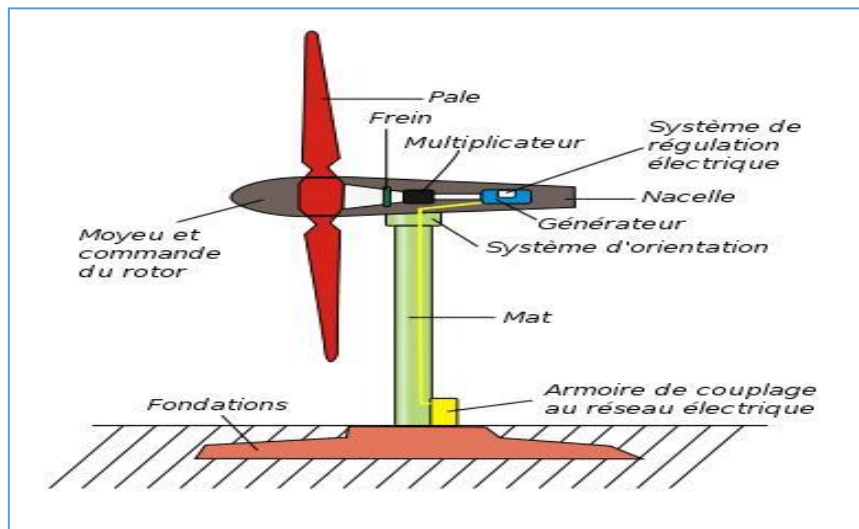 Pale
Frein
Multiplicateur
Système de
régulation
électrique
Nacelle
Générateur
Système d'orientation
Moyeu et
commande
du rotor
Mat
Armoire de couplage
au réseau électrique
Fondations